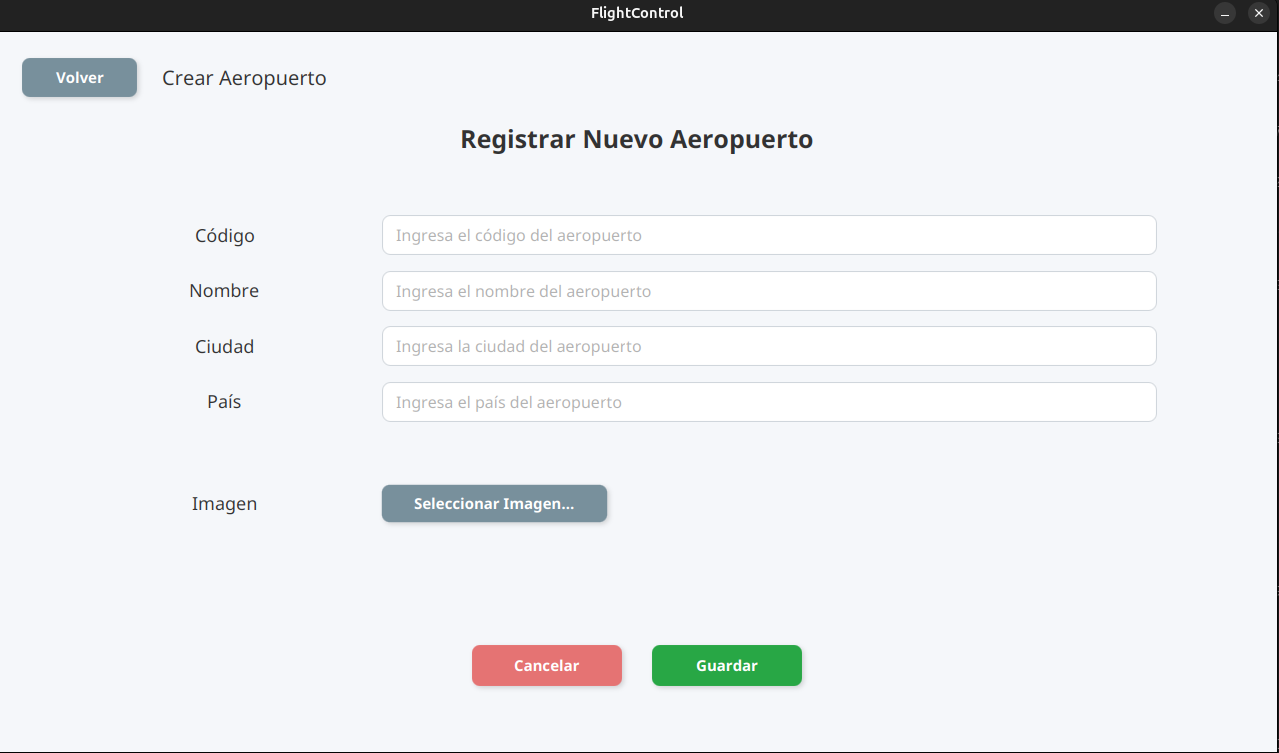 FlightControl
Volver
Crear Aeropuerto
Registrar Nuevo Aeropuerto
Código
Ingresa el código del aeropuerto
Nombre
Ingresa el nombre del aeropuerto
Ciudad
Ingresa la ciudad del aeropuerto
País
Ingresa el país del aeropuerto
Imagen
Seleccionar Imagen...
Cancelar
Guardar